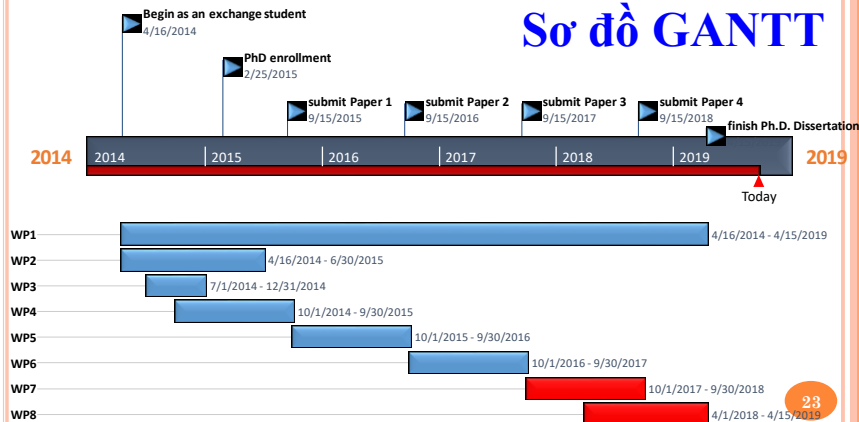 Sơ đồ GANTT
Begin as an exchange student
4/16/2014
PhD enrollment
2/25/2015
submit Paper 1
9/15/2015
submit Paper 2
9/15/2016
submit Paper 3
9/15/2017
submit Paper 4
9/15/2018
finish Ph.D. Dissertation
2014
2014 2015 2016 2017 2018 2019
2019
Today
WP1 4/16/2014 - 4/15/2019
WP2 4/16/2014 - 6/30/2015
WP3 7/1/2014 - 12/31/2014
WP4 10/1/2014 - 9/30/2015
WP5 10/1/2015 - 9/30/2016
WP6 10/1/2016 - 9/30/2017
WP7 10/1/2017 - 9/30/2018
WP8 4/1/2018 - 4/15/2019
23